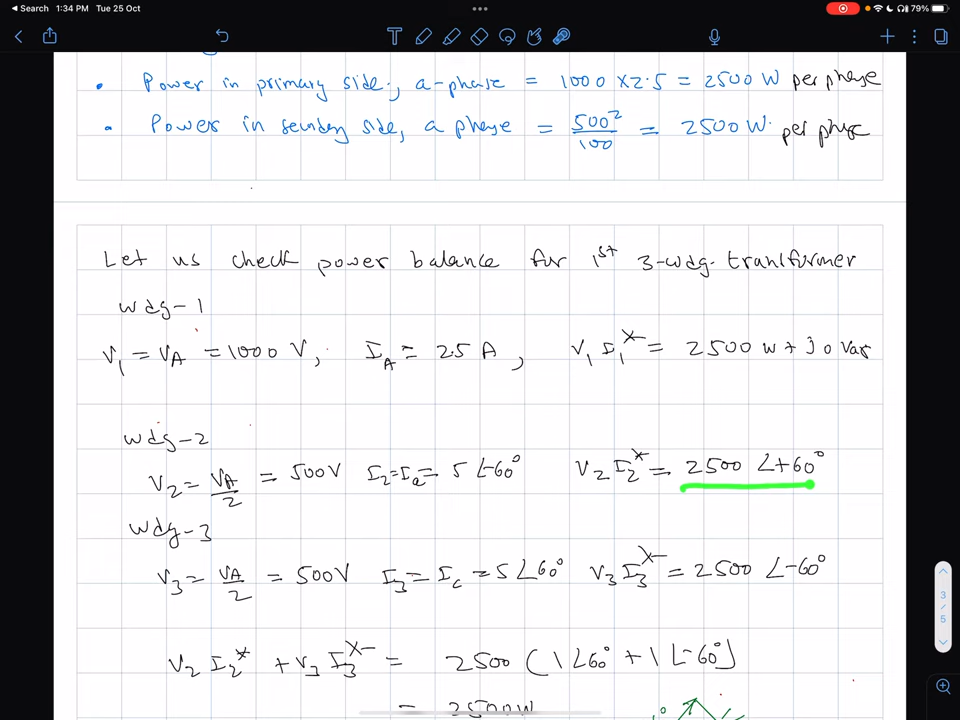 Search 1:34 PM Tue 25 Oct 79%
• Power in primary side, a-phase = 1000 x 2.5 = 2500 W per phase
• Power in secondary side, a phase = 500²/100 = 2500 W. per phase
Let us check power balance for 1st 3-wdg. transformer
wdg-1
V1 = VA = 1000 V, IA = 2.5 A, V1 I1* = 2500 W + j0 Var
wdg-2
V2 = VA/2 = 500V I2 = Ia = 5∠-60° V2 I2* = 2500 ∠+60°
wdg-3
V3 = VA/2 = 500V I3 = Ic = 5∠60° V3 I3* = 2500 ∠-60°
V2 I2* + V3 I3* = 2500 (1∠60° + 1∠-60°)
= 2500W
3
/
5